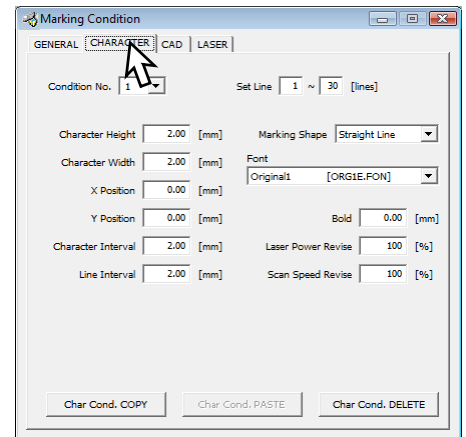 Marking Condition
GENERAL CHARACTER CAD LASER
Condition No. 1 Set Line 1 ~ 30 [lines]
Character Height 2.00 [mm] Marking Shape Straight Line
Character Width 2.00 [mm] Font
Original1 [ORG1E.FON]
X Position 0.00 [mm]
Y Position 0.00 [mm] Bold 0.00 [mm]
Character Interval 2.00 [mm] Laser Power Revise 100 [%]
Line Interval 2.00 [mm] Scan Speed Revise 100 [%]
Char Cond. COPY Char Cond. PASTE Char Cond. DELETE